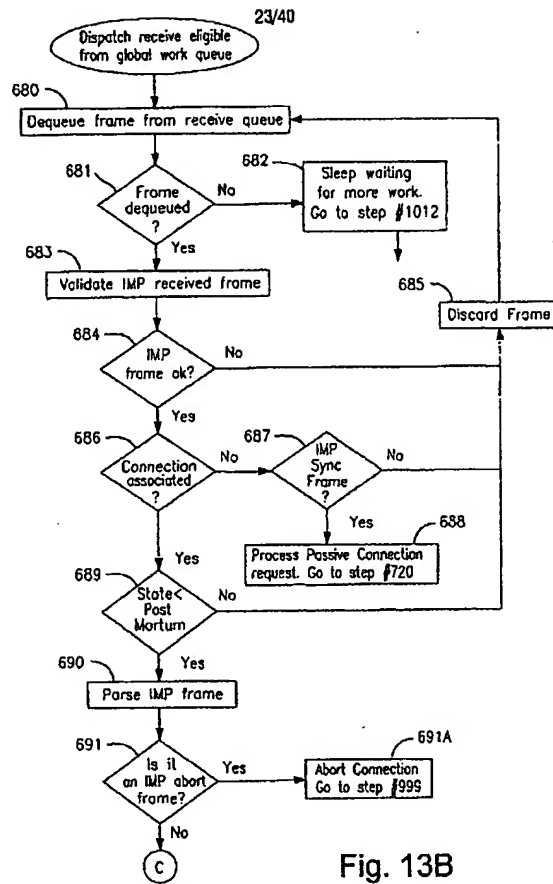 23/40
Dispatch receive eligible
from global work queue
680
Dequeue frame from receive queue
681
Frame
dequeued
?
No
Yes
682
Sleep waiting
for more work.
Go to step #1012
683
Validate IMP received frame
685
Discard Frame
684
IMP
frame ok?
No
Yes
686
Connection
associated
?
No
Yes
687
IMP
Sync
Frame
?
No
Yes
688
Process Passive Connection
request. Go to step #720
689
State<
Post
Mortum
No
Yes
690
Parse IMP frame
691
Is it
an IMP abort
frame?
Yes
No
691A
Abort Connection
Go to step #999
C
Fig. 13B